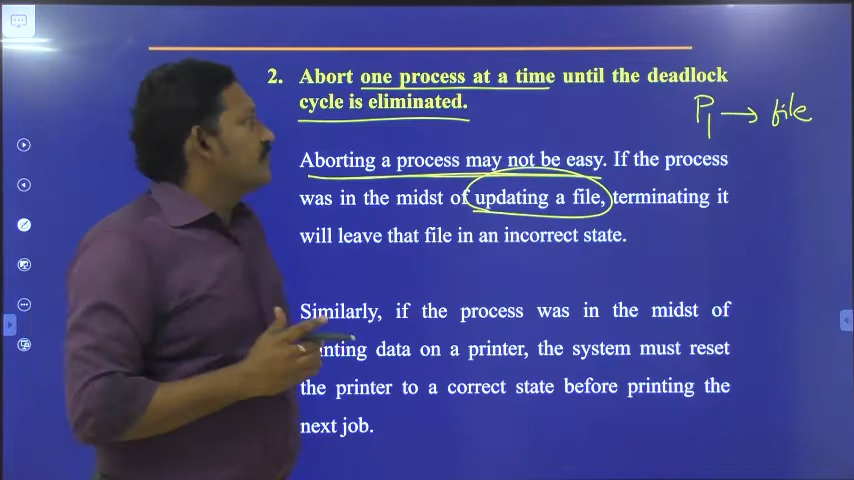 2. Abort one process at a time until the deadlock
cycle is eliminated.
P1 → file
Aborting a process may not be easy. If the process
was in the midst of updating a file, terminating it
will leave that file in an incorrect state.
Similarly, if the process was in the midst of
printing data on a printer, the system must reset
the printer to a correct state before printing the
next job.